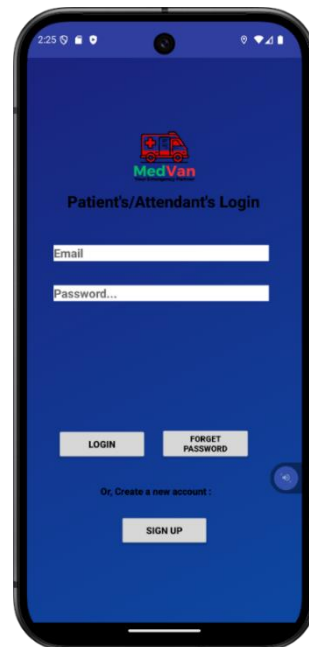 2:25
MedVan
Patient's/Attendant's Login
Email
Password...
LOGIN
FORGET
PASSWORD
Or, Create a new account :
SIGN UP